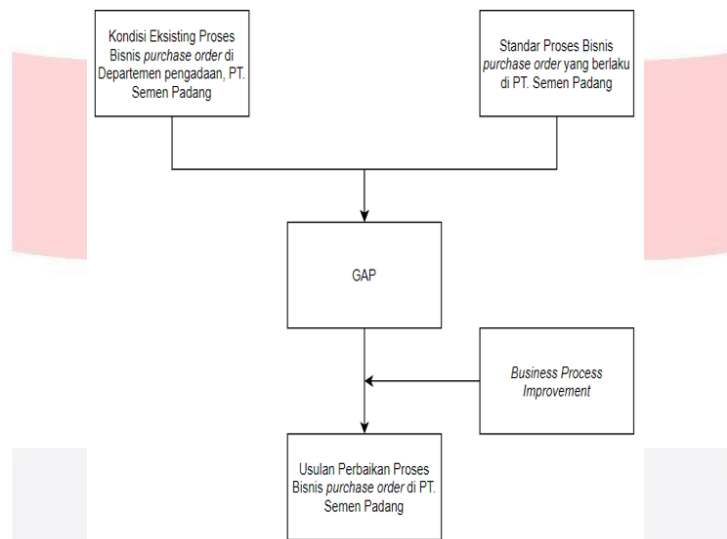 Kondisi Eksisting Proses
Bisnis purchase order di
Departemen pengadaan, PT.
Semen Padang
Standar Proses Bisnis
purchase order yang berlaku
di PT. Semen Padang
GAP
Business Process
Improvement
Usulan Perbaikan Proses
Bisnis purchase order di PT.
Semen Padang